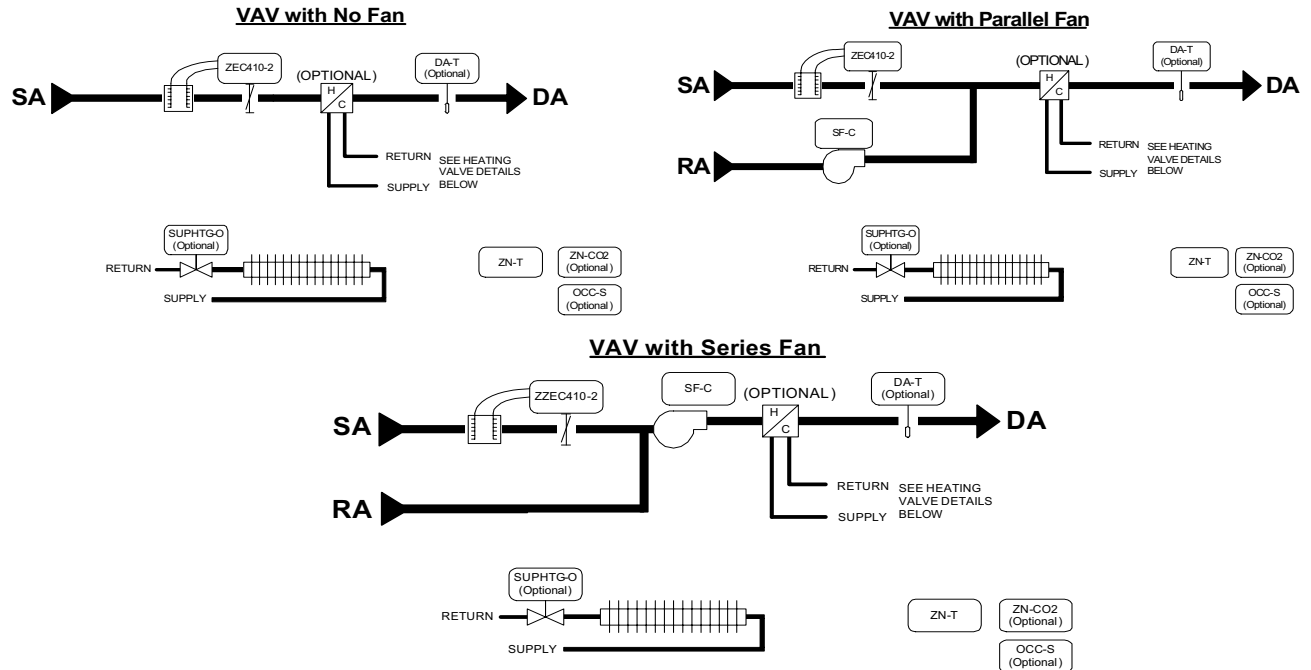 VAV with No Fan
ZEC410-2
(OPTIONAL)
DA-T
(Optional)
SA
H
C
DA
RETURN
SUPPLY
SEE HEATING
VALVE DETAILS
BELOW
SUPHTG-O
(Optional)
RETURN
SUPPLY
ZN-T
ZN-CO2
(Optional)
OCC-S
(Optional)
VAV with Parallel Fan
ZEC410-2
(OPTIONAL)
DA-T
(Optional)
SA
H
C
DA
SF-C
RA
RETURN
SUPPLY
SEE HEATING
VALVE DETAILS
BELOW
SUPHTG-O
(Optional)
RETURN
SUPPLY
ZN-T
ZN-CO2
(Optional)
OCC-S
(Optional)
VAV with Series Fan
ZZEC410-2
SF-C
(OPTIONAL)
DA-T
(Optional)
SA
H
C
DA
RA
RETURN
SUPPLY
SEE HEATING
VALVE DETAILS
BELOW
SUPHTG-O
(Optional)
RETURN
SUPPLY
ZN-T
ZN-CO2
(Optional)
OCC-S
(Optional)